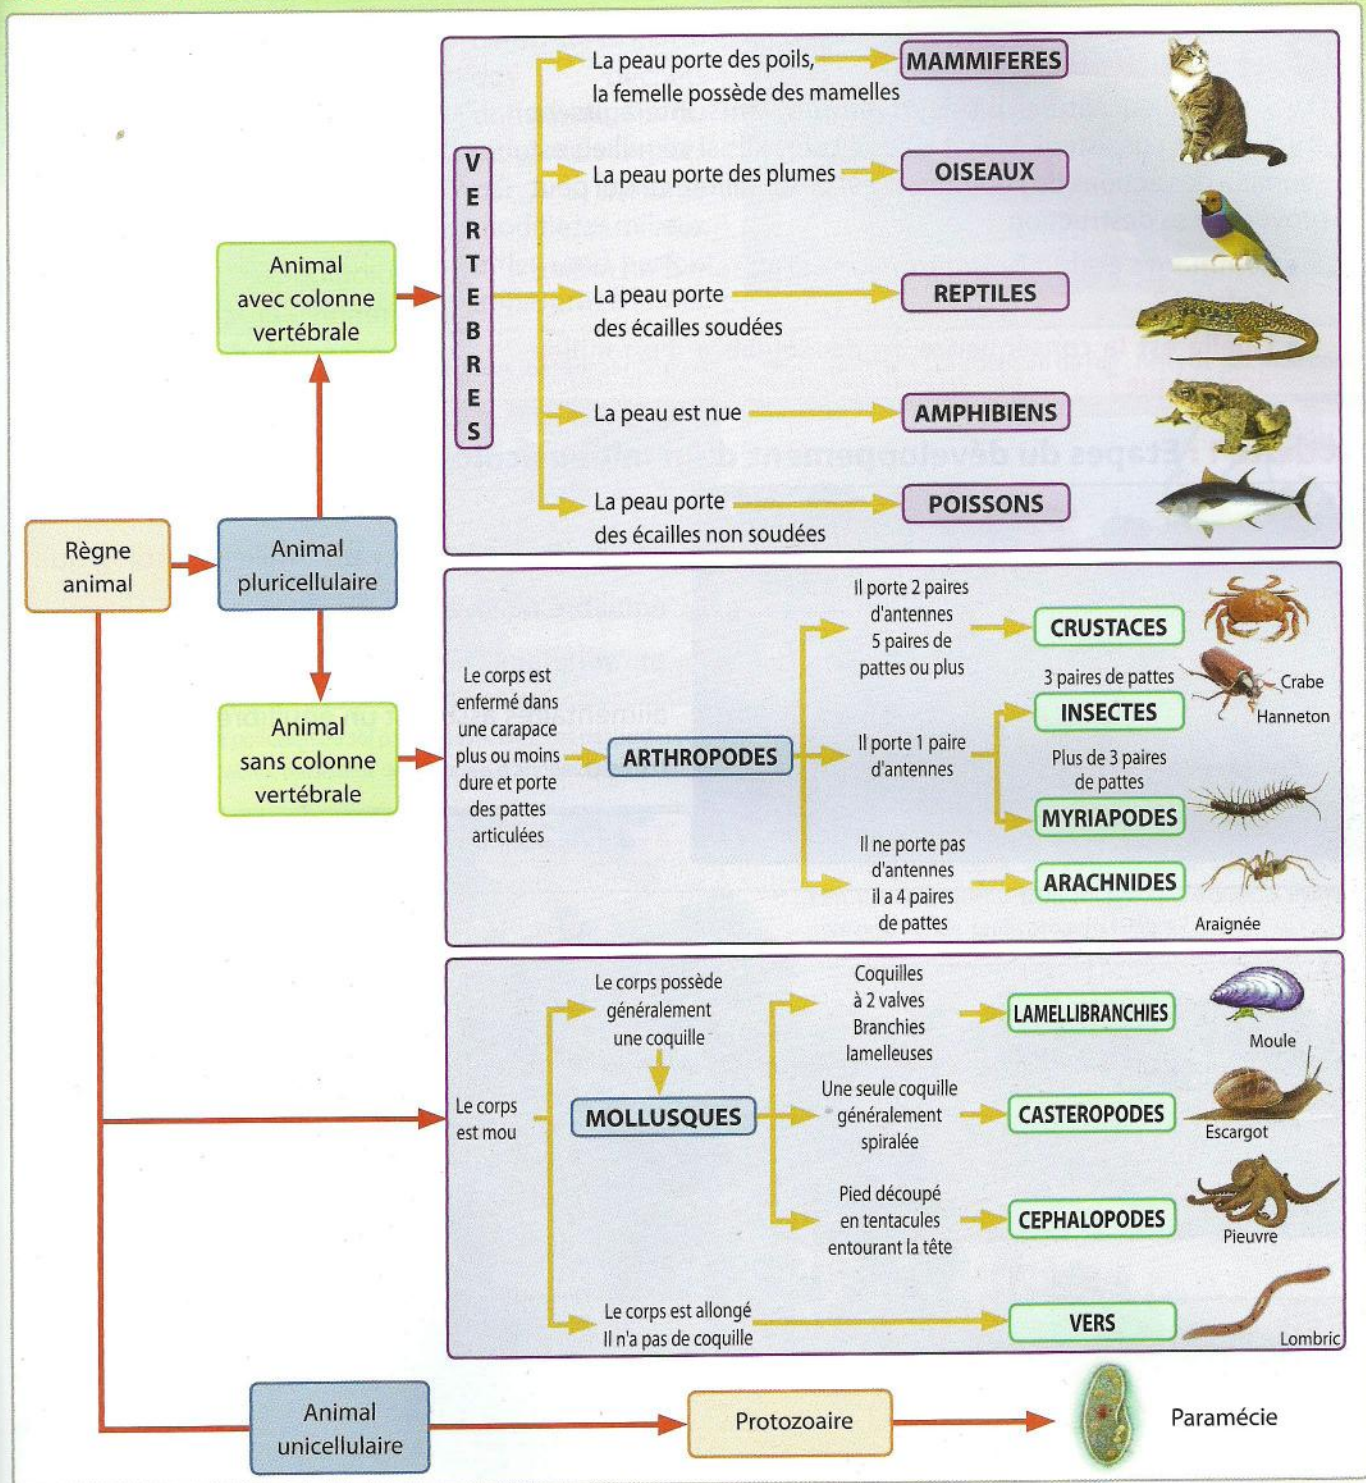 La peau porte des poils,
la femelle possède des mamelles
MAMMIFERES
VERTEBRES
La peau porte des plumes
OISEAUX
Animal
avec colonne
vertébrale
La peau porte
des écailles soudées
REPTILES
La peau est nue
AMPHIBIENS
La peau porte
des écailles non soudées
POISSONS
Règne
animal
Animal
pluricellulaire
Animal
sans colonne
vertébrale
Le corps est
enfermé dans
une carapace
plus ou moins
dure et porte
des pattes
articulées
ARTHROPODES
Il porte 2 paires
d'antennes
5 paires de
pattes ou plus
CRUSTACES
Crabe
Il porte 1 paire
d'antennes
3 paires de pattes
INSECTES
Hanneton
Plus de 3 paires
de pattes
MYRIAPODES
Il ne porte pas
d'antennes
il a 4 paires
de pattes
ARACHNIDES
Araignée
Le corps
est mou
Le corps possède
généralement
une coquille
MOLLUSQUES
Coquilles
à 2 valves
Branchies
lamelleuses
LAMELLIBRANCHIES
Moule
Une seule coquille
généralement
spiralée
CASTEROPODES
Escargot
Pied découpé
en tentacules
entourant la tête
CEPHALOPODES
Pieuvre
Le corps est allongé
Il n'a pas de coquille
VERS
Lombric
Animal
unicellulaire
Protozoaire
Paramécie